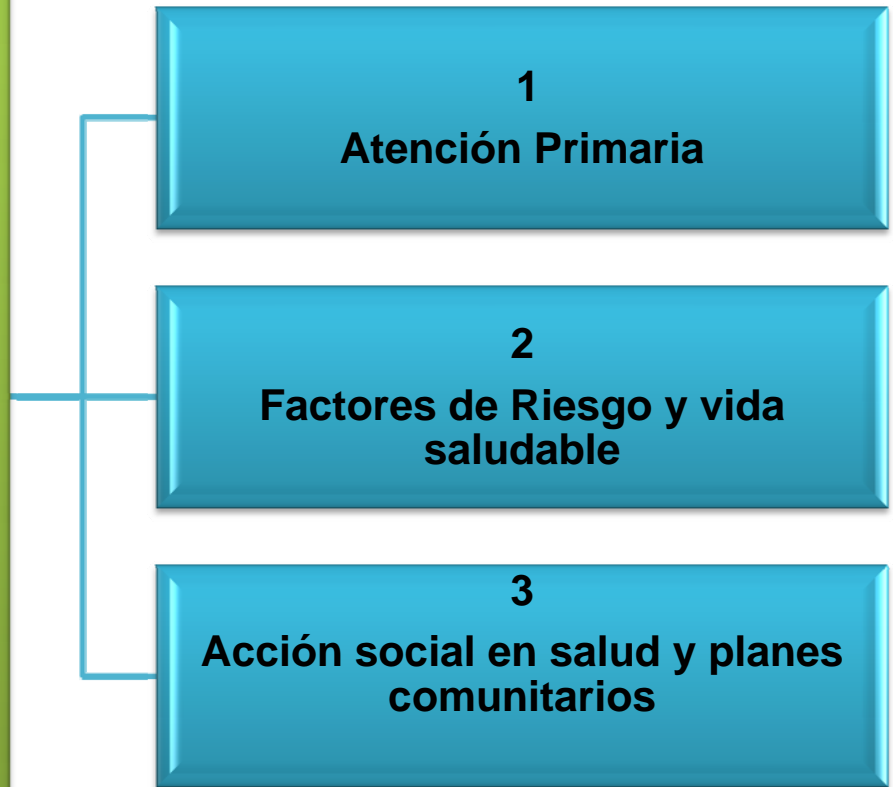 1
Atención Primaria
2
Factores de Riesgo y vida
saludable
3
Acción social en salud y planes
comunitarios